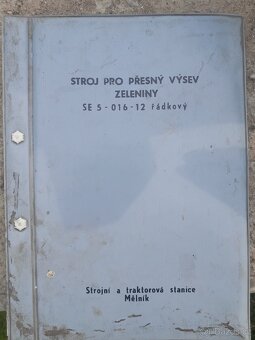 STROJ PRO PŘESNÝ VÝSEV
ZELENINY
SE 5 - 016 - 12 řádkový
Strojní a traktorová stanice
Mělník